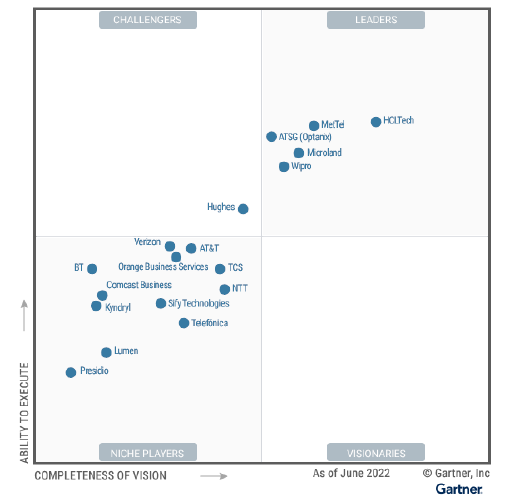 CHALLENGERS
LEADERS
MetTel
HCLTech
ATSG (Optanix)
Microland
Wipro
Hughes
Verizon
AT&T
Orange Business Services
TCS
BT
Comcast Business
NTT
Kyndryl
Sify Technologies
Telefónica
Lumen
Presidio
ABILITY TO EXECUTE
NICHE PLAYERS
VISIONARIES
COMPLETENESS OF VISION
As of June 2022
© Gartner, Inc
Gartner